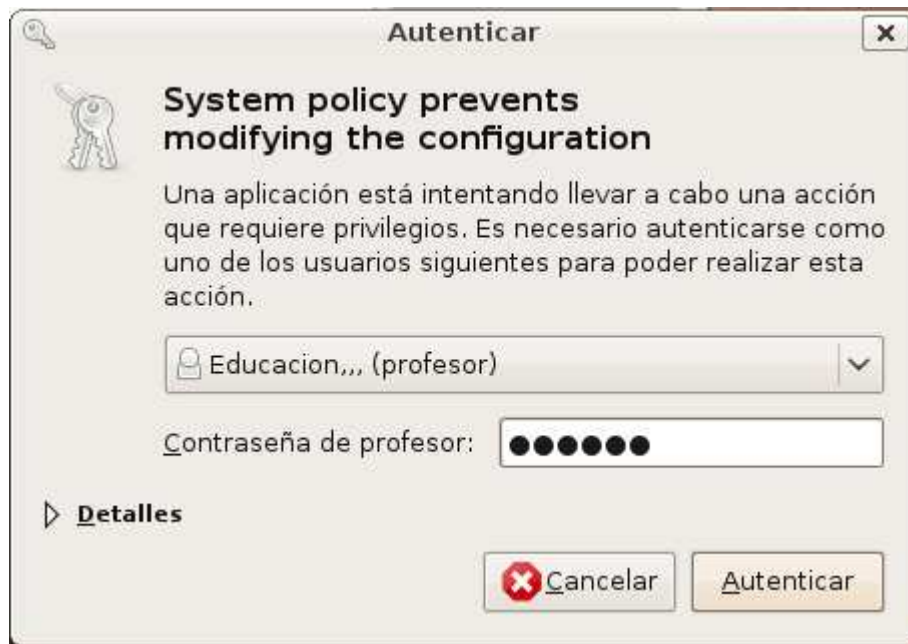 Autenticar
System policy prevents
modifying the configuration
Una aplicación está intentando llevar a cabo una acción
que requiere privilegios. Es necesario autenticarse como
uno de los usuarios siguientes para poder realizar esta
acción.
Educacion,,, (profesor)
Contraseña de profesor: ●●●●●●
Detalles
Cancelar Autenticar